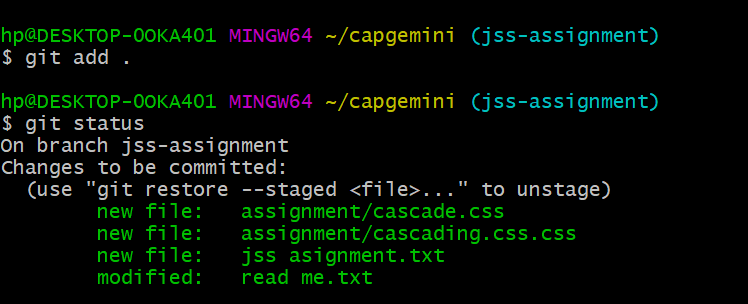 hp@DESKTOP-OOKA401 MINGW64 ~/capgemini (jss-assignment)
$ git add .
hp@DESKTOP-OOKA401 MINGW64 ~/capgemini (jss-assignment)
$ git status
On branch jss-assignment
Changes to be committed:
  (use "git restore --staged <file>..." to unstage)
        new file:   assignment/cascade.css
        new file:   assignment/cascading.css.css
        new file:   jss asignment.txt
        modified:   read me.txt